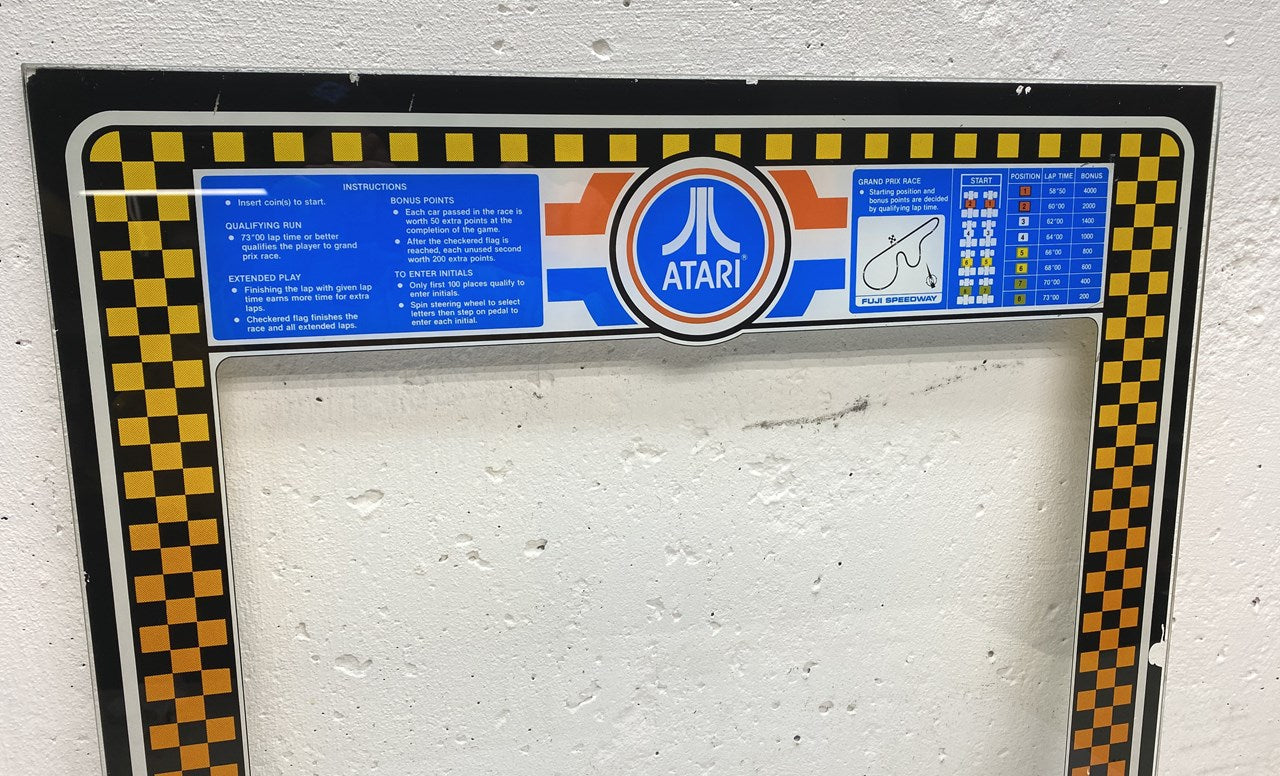 INSTRUCTIONS
• Insert coin(s) to start.
QUALIFYING RUN
• 73"00 lap time or better
qualifies the player to grand
prix race.
EXTENDED PLAY
• Finishing the lap with given lap
time earns more time for extra
laps.
• Checkered flag finishes the
race and all extended laps.
BONUS POINTS
• Each car passed in the race is
worth 50 extra points at the
completion of the game.
• After the checkered flag is
reached, each unused second
worth 200 extra points.
TO ENTER INITIALS
• Only first 100 places qualify to
enter initials.
• Spin steering wheel to select
letters then step on pedal to
enter each initial.
ATARI®
GRAND PRIX RACE
• Starting position and
bonus points are decided
by qualifying lap time.
FUJI SPEEDWAY
START
2 1
4 3
6 5
8 7
POSITION LAP TIME BONUS
1 58"50 4000
2 60"00 2000
3 62"00 1400
4 64"00 1000
5 66"00 800
6 68"00 600
7 70"00 400
8 73"00 200